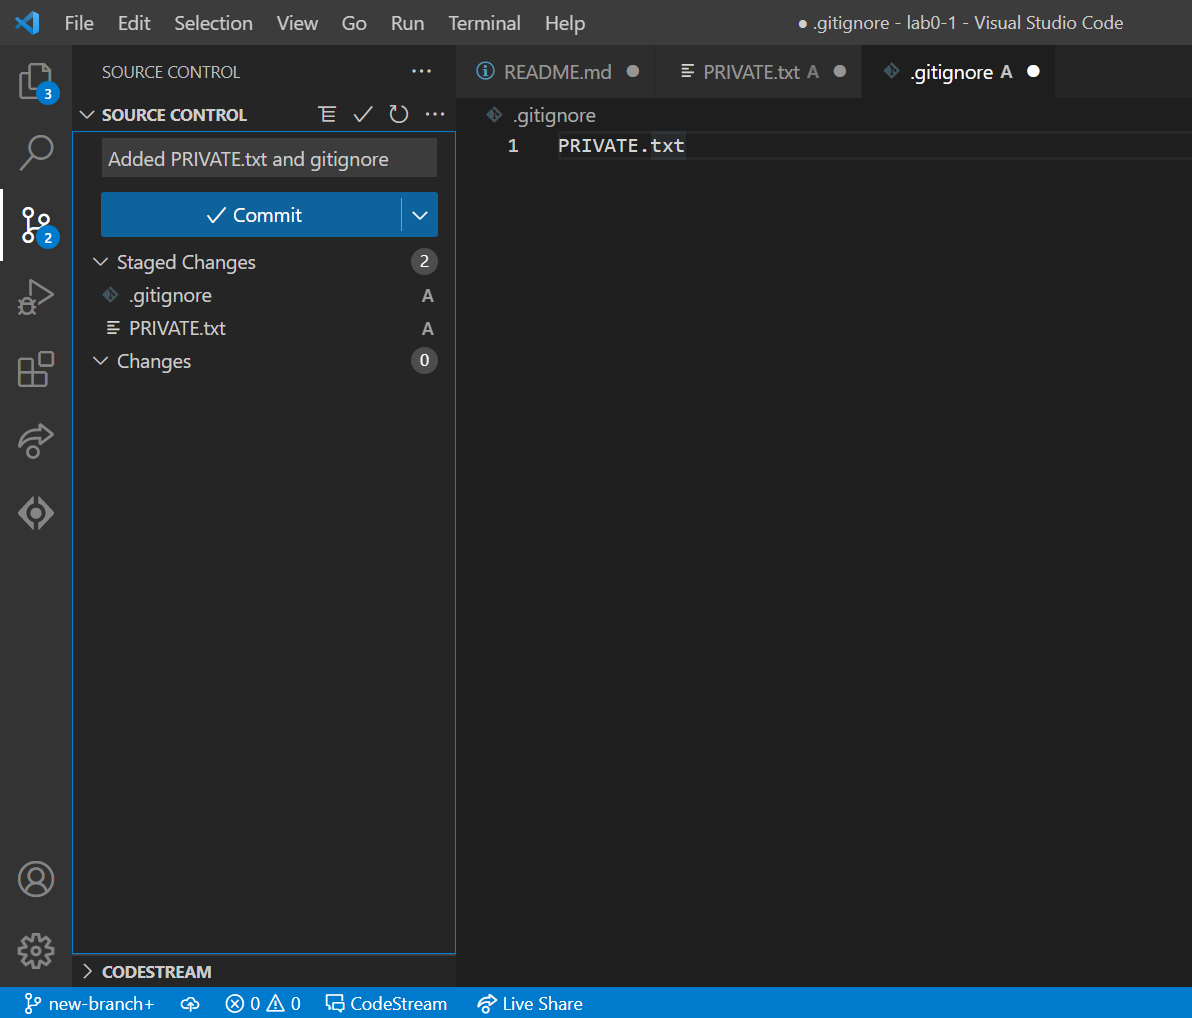 File Edit Selection View Go Run Terminal Help
● .gitignore - lab0-1 - Visual Studio Code
3
2
SOURCE CONTROL
SOURCE CONTROL
Added PRIVATE.txt and gitignore
Commit
Staged Changes 2
.gitignore A
PRIVATE.txt A
Changes 0
CODESTREAM
README.md
PRIVATE.txt A
.gitignore A
.gitignore
1 PRIVATE.txt
new-branch+ 0 0 CodeStream Live Share